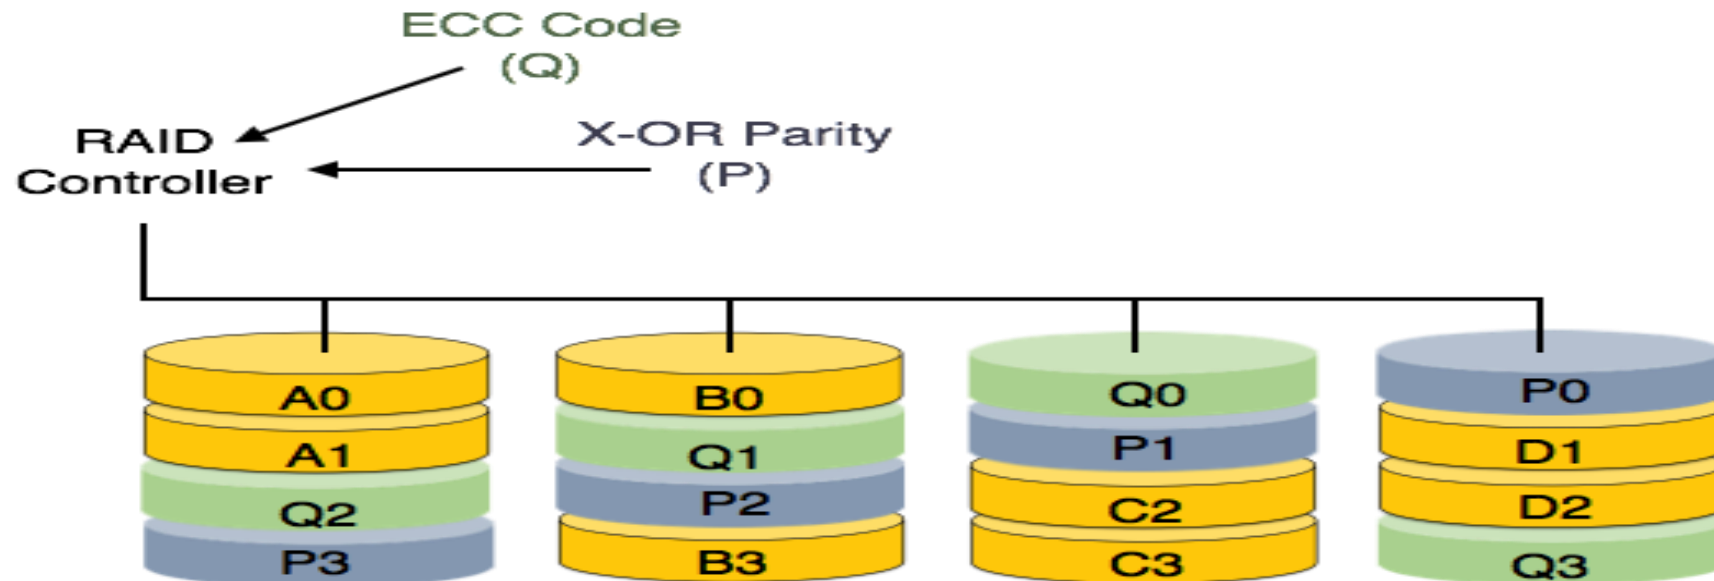 ECC Code
(Q)
RAID
Controller
X-OR Parity
(P)
A0
B0
Q0
P0
A1
Q1
P1
D1
Q2
P2
C2
D2
P3
B3
C3
Q3